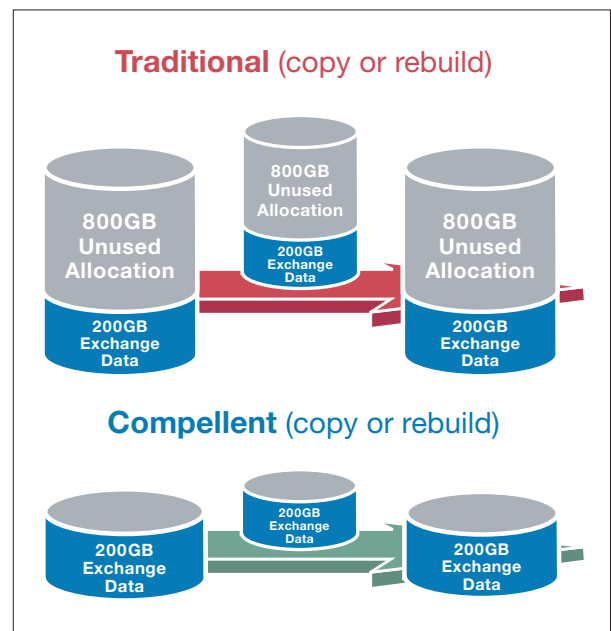 Traditional (copy or rebuild)
800GB
Unused
Allocation
200GB
Exchange
Data
800GB
Unused
Allocation
200GB
Exchange
Data
800GB
Unused
Allocation
200GB
Exchange
Data
Compellent (copy or rebuild)
200GB
Exchange
Data
200GB
Exchange
Data
200GB
Exchange
Data